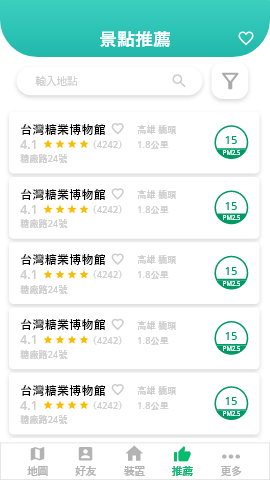 景點推薦
輸入地點
台灣糖業博物館
高雄 橋頭
4.1 (4242)
1.8公里
糖廠路24號
15
PM2.5
台灣糖業博物館
高雄 橋頭
4.1 (4242)
1.8公里
糖廠路24號
15
PM2.5
台灣糖業博物館
高雄 橋頭
4.1 (4242)
1.8公里
糖廠路24號
15
PM2.5
台灣糖業博物館
高雄 橋頭
4.1 (4242)
1.8公里
糖廠路24號
15
PM2.5
台灣糖業博物館
高雄 橋頭
4.1 (4242)
1.8公里
糖廠路24號
15
PM2.5
地圖 好友 裝置 推薦 更多